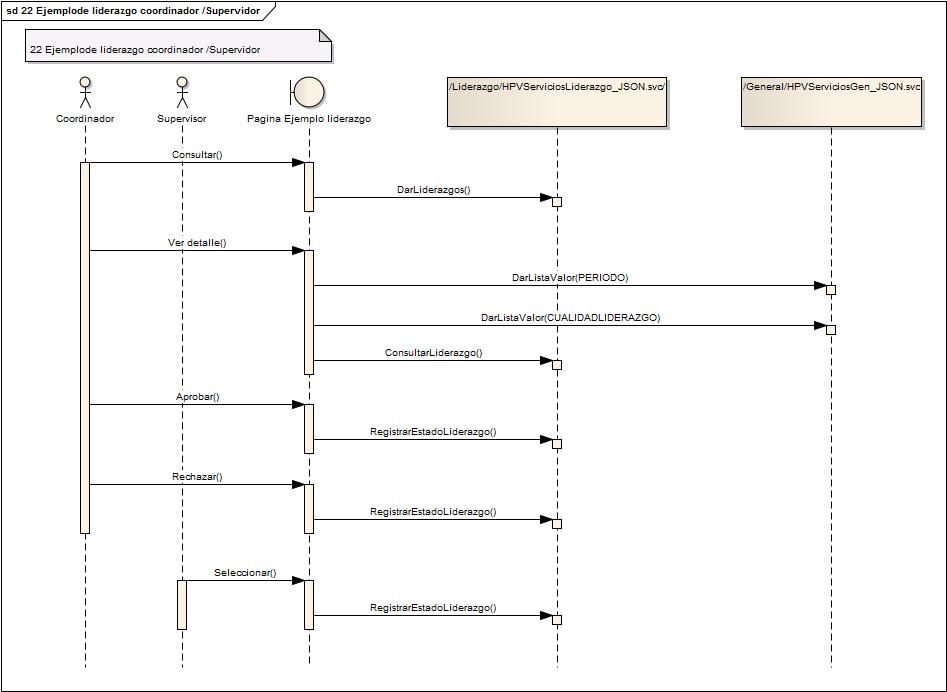 sd 22 Ejemplode liderazgo coordinador /Supervidor
22 Ejemplode liderazgo coordinador /Supervidor
Coordinador
Supervisor
Pagina Ejemplo liderazgo
/Liderazgo/HPVServiciosLiderazgo_JSON.svc/
/General/HPVServiciosGen_JSON.svc
Consultar()
DarLiderazgos()
Ver detalle()
DarListaValor(PERIODO)
DarListaValor(CUALIDADLIDERAZGO)
ConsultarLiderazgo()
Aprobar()
RegistrarEstadoLiderazgo()
Rechazar()
RegistrarEstadoLiderazgo()
Seleccionar()
RegistrarEstadoLiderazgo()